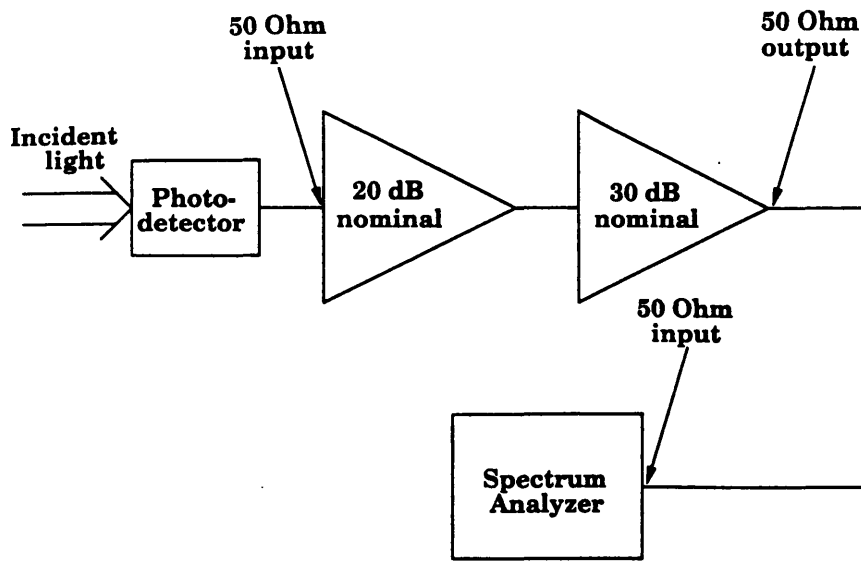 50 Ohm
input
50 Ohm
output
Incident
light
Photo-
detector
20 dB
nominal
30 dB
nominal
50 Ohm
input
Spectrum
Analyzer